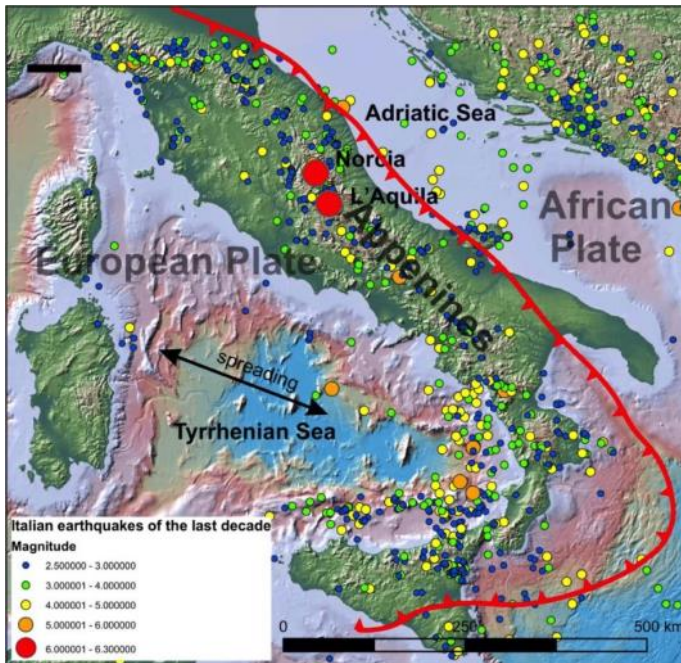 Adriatic Sea
Norcia
L'Aquila
African
Plate
European Plate
Appenines
spreading
Tyrrhenian Sea
Italian earthquakes of the last decade
Magnitude
2.500000 - 3.000000
3.000001 - 4.000000
4.000001 - 5.000000
5.000001 - 6.000000
6.000001 - 6.300000
0 250 500 km